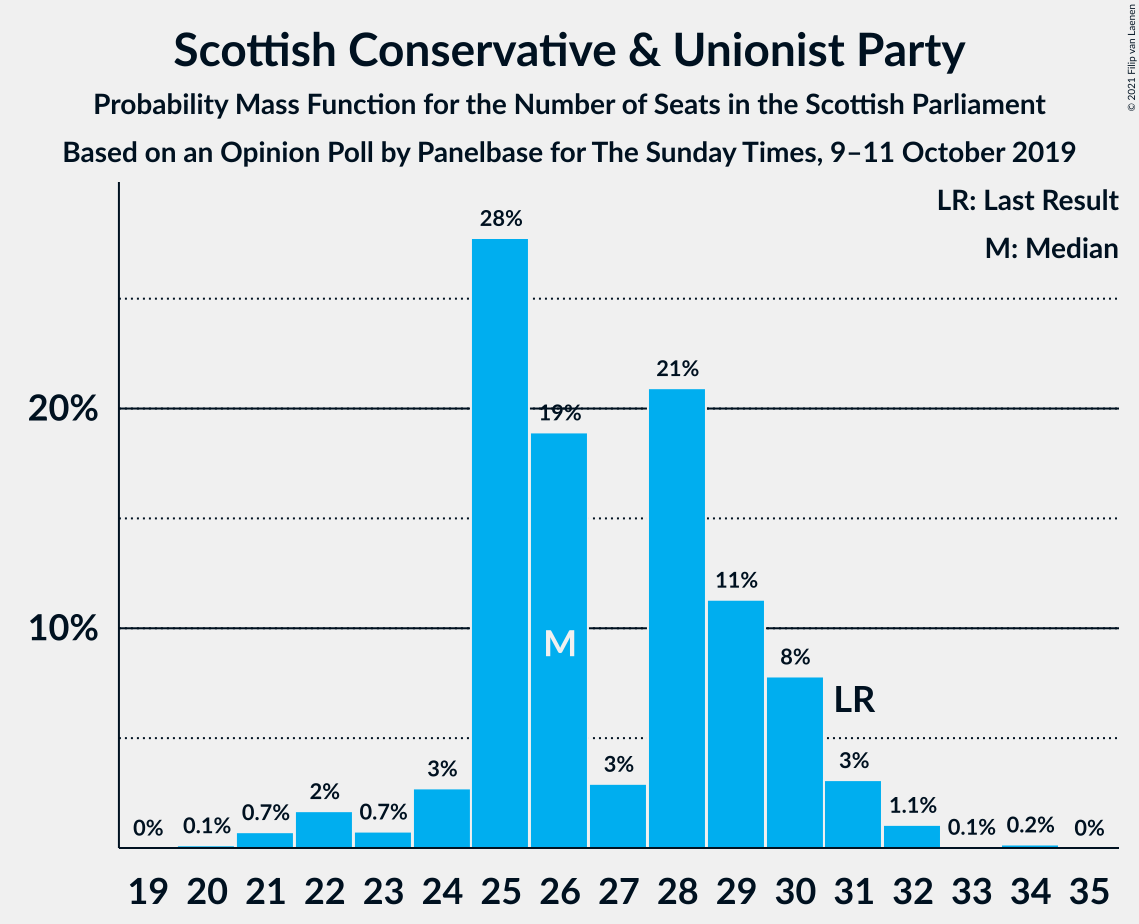 Scottish Conservative & Unionist Party
Probability Mass Function for the Number of Seats in the Scottish Parliament
Based on an Opinion Poll by Panelbase for The Sunday Times, 9–11 October 2019
© 2021 Filip van Laenen
LR: Last Result
M: Median
20%
10%
0%
0.1%
0.7%
2%
0.7%
3%
28%
19%
3%
21%
11%
8%
3%
1.1%
0.1%
0.2%
0%
M
LR
19 20 21 22 23 24 25 26 27 28 29 30 31 32 33 34 35